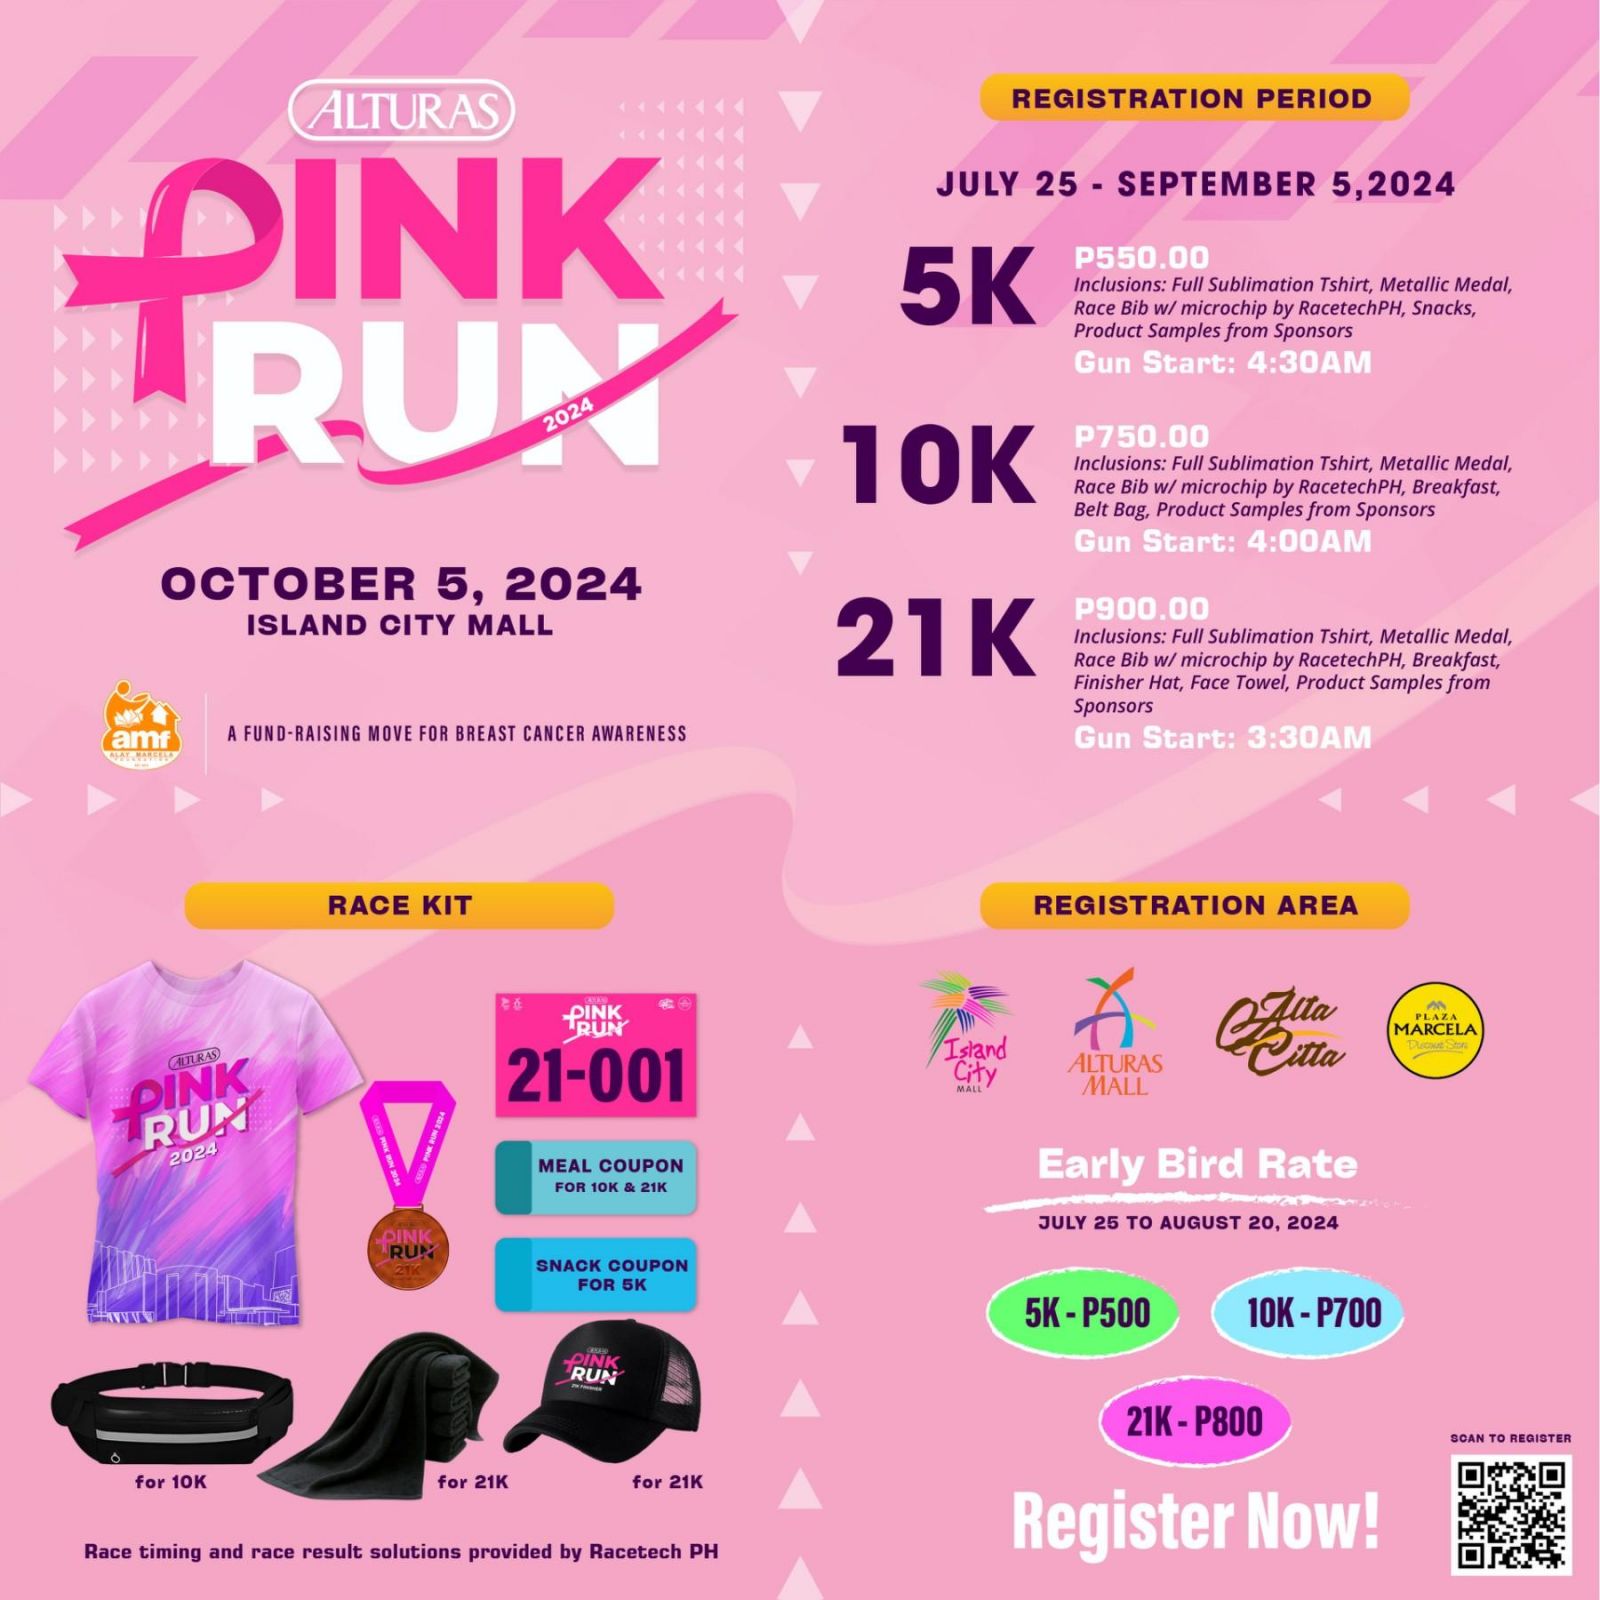 ALTURAS
PINK
RUN
2024
OCTOBER 5, 2024
ISLAND CITY MALL
amf
ALAY MARCELA
FOUNDATION
A FUND-RAISING MOVE FOR BREAST CANCER AWARENESS
REGISTRATION PERIOD
JULY 25 - SEPTEMBER 5,2024
5K
P550.00
Inclusions: Full Sublimation Tshirt, Metallic Medal,
Race Bib w/ microchip by RacetechPH, Snacks,
Product Samples from Sponsors
Gun Start: 4:30AM
10K
P750.00
Inclusions: Full Sublimation Tshirt, Metallic Medal,
Race Bib w/ microchip by RacetechPH, Breakfast,
Belt Bag, Product Samples from Sponsors
Gun Start: 4:00AM
21K
P900.00
Inclusions: Full Sublimation Tshirt, Metallic Medal,
Race Bib w/ microchip by RacetechPH, Breakfast,
Finisher Hat, Face Towel, Product Samples from
Sponsors
Gun Start: 3:30AM
RACE KIT
ALTURAS
PINK
RUN
2024
PINK RUN 2024
PINK RUN 2024
PINK
RUN
21K
ALTURAS
PINK
RUN
21-001
MEAL COUPON
FOR 10K & 21K
SNACK COUPON
FOR 5K
ALTURAS
PINK
RUN
21K FINISHER
for 10K
for 21K
for 21K
Race timing and race result solutions provided by Racetech PH
REGISTRATION AREA
Island
City
MALL
ALTURAS
MALL
Alta
Citta
PLAZA
MARCELA
Discount Store
Early Bird Rate
JULY 25 TO AUGUST 20, 2024
5K - P500
10K - P700
21K - P800
SCAN TO REGISTER
Register Now!